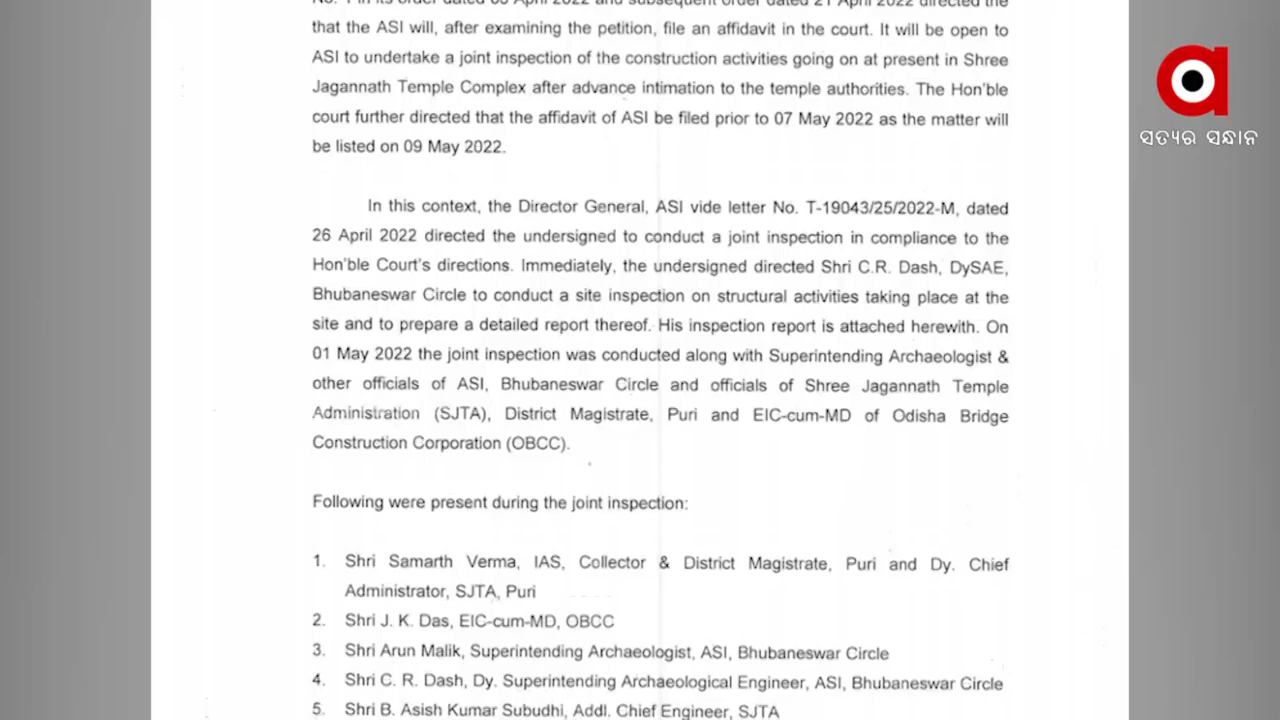 that the ASI will, after examining the petition, file an affidavit in the court. It will be open to
ASI to undertake a joint inspection of the construction activities going on at present in Shree
Jagannath Temple Complex after advance intimation to the temple authorities. The Hon'ble
court further directed that the affidavit of ASI be filed prior to 07 May 2022 as the matter will
be listed on 09 May 2022.
In this context, the Director General, ASI vide letter No. T-19043/25/2022-M, dated
26 April 2022 directed the undersigned to conduct a joint inspection in compliance to the
Hon'ble Court's directions. Immediately, the undersigned directed Shri C.R. Dash, DySAE,
Bhubaneswar Circle to conduct a site inspection on structural activities taking place at the
site and to prepare a detailed report thereof. His inspection report is attached herewith. On
01 May 2022 the joint inspection was conducted along with Superintending Archaeologist &
other officials of ASI, Bhubaneswar Circle and officials of Shree Jagannath Temple
Administration (SJTA), District Magistrate, Puri and EIC-cum-MD of Odisha Bridge
Construction Corporation (OBCC).
Following were present during the joint inspection:
1. Shri Samarth Verma, IAS, Collector & District Magistrate, Puri and Dy. Chief
Administrator, SJTA, Puri
2. Shri J. K. Das, EIC-cum-MD, OBCC
3. Shri Arun Malik, Superintending Archaeologist, ASI, Bhubaneswar Circle
4. Shri C. R. Dash, Dy. Superintending Archaeological Engineer, ASI, Bhubaneswar Circle
5. Shri B. Asish Kumar Subudhi, Addl. Chief Engineer, SJTA
ସତ୍ୟର ସନ୍ଧାନ